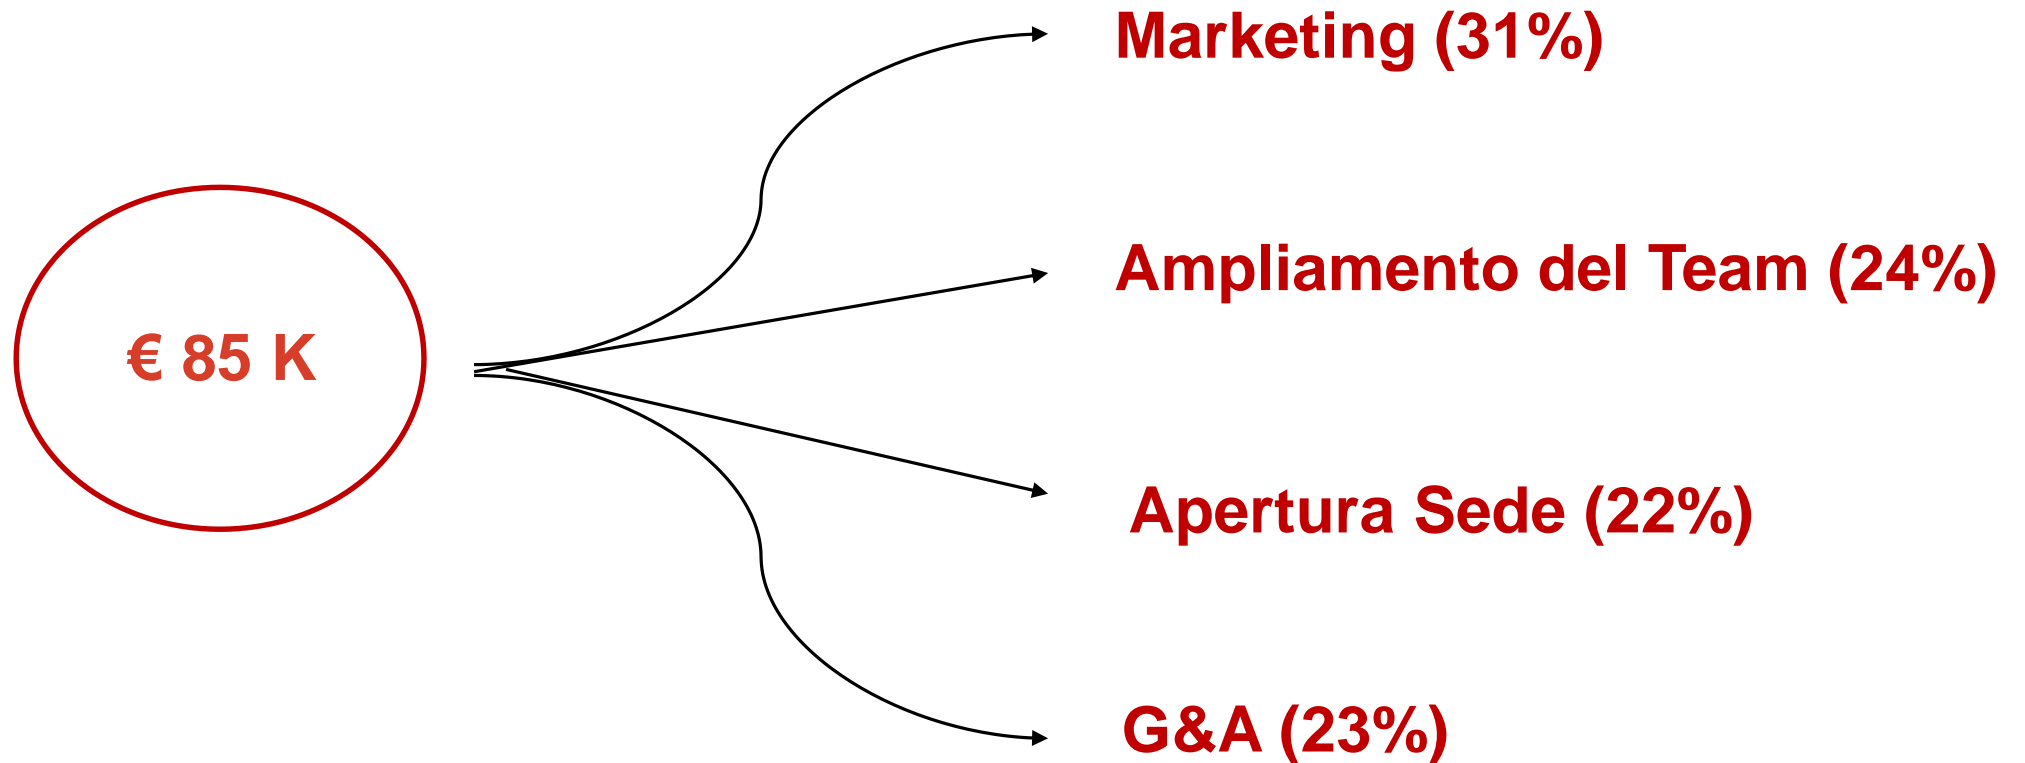 Marketing (31%)
Ampliamento del Team (24%)
€ 85 K
Apertura Sede (22%)
G&A (23%)